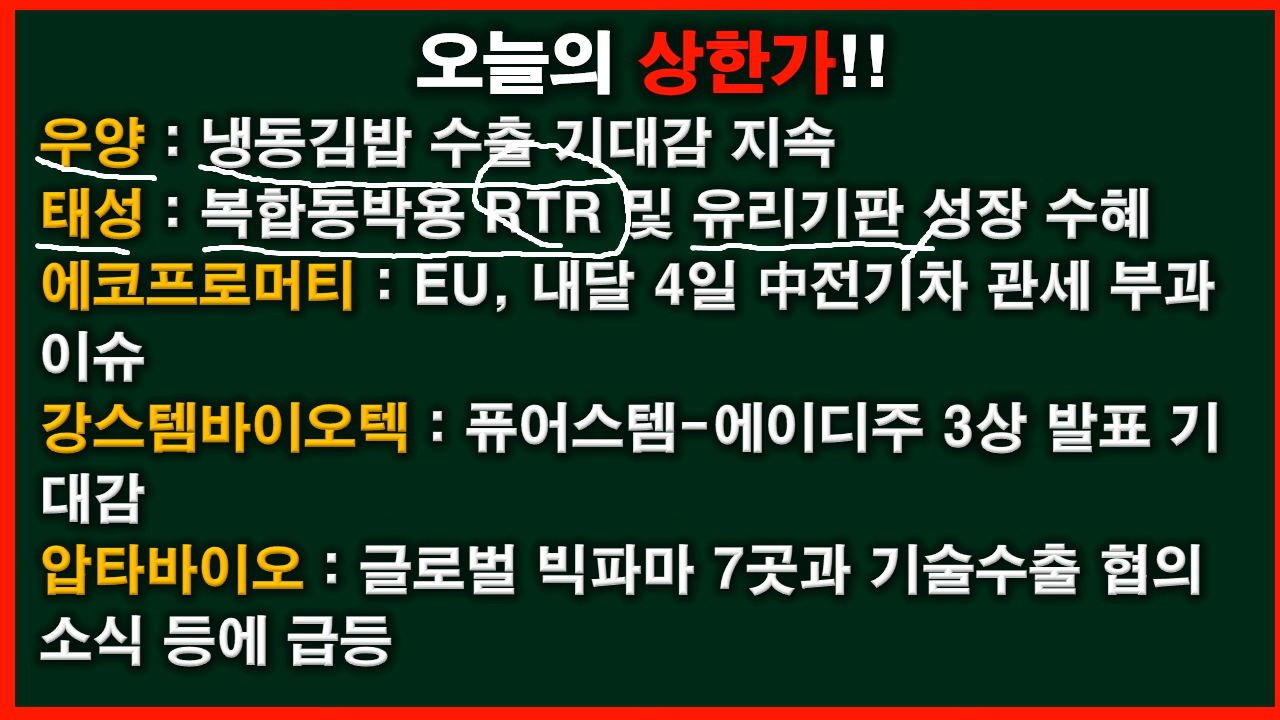 오늘의 상한가!!
우양 : 냉동김밥 수출 기대감 지속
태성 : 복합동박용 RTR 및 유리기판 성장 수혜
에코프로머티 : EU, 내달 4일 中전기차 관세 부과
이슈
강스템바이오텍 : 퓨어스템-에이디주 3상 발표 기
대감
압타바이오 : 글로벌 빅파마 7곳과 기술수출 협의
소식 등에 급등